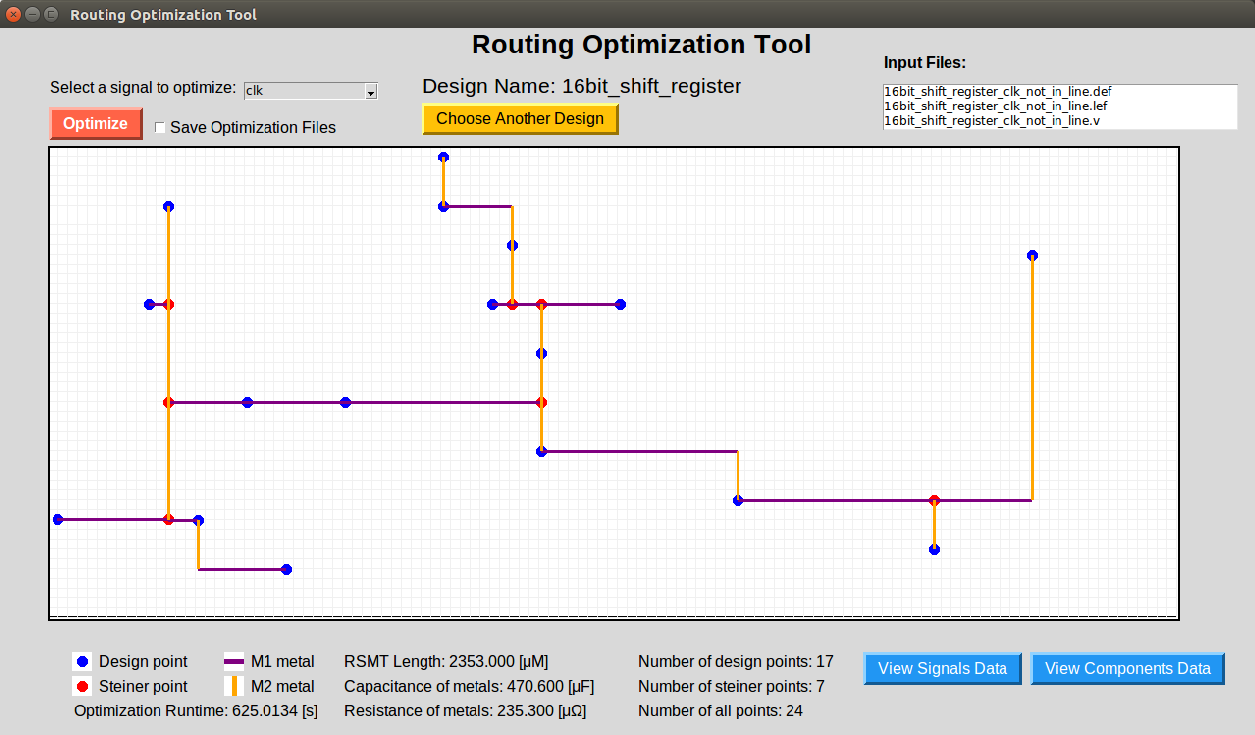 Routing Optimization Tool
Routing Optimization Tool
Select a signal to optimize: clk
Optimize
Save Optimization Files
Design Name: 16bit_shift_register
Choose Another Design
Input Files:
16bit_shift_register_clk_not_in_line.def
16bit_shift_register_clk_not_in_line.lef
16bit_shift_register_clk_not_in_line.v
Design point
Steiner point
M1 metal
M2 metal
Optimization Runtime: 625.0134 [s]
RSMT Length: 2353.000 [µM]
Capacitance of metals: 470.600 [µF]
Resistance of metals: 235.300 [µΩ]
Number of design points: 17
Number of steiner points: 7
Number of all points: 24
View Signals Data
View Components Data